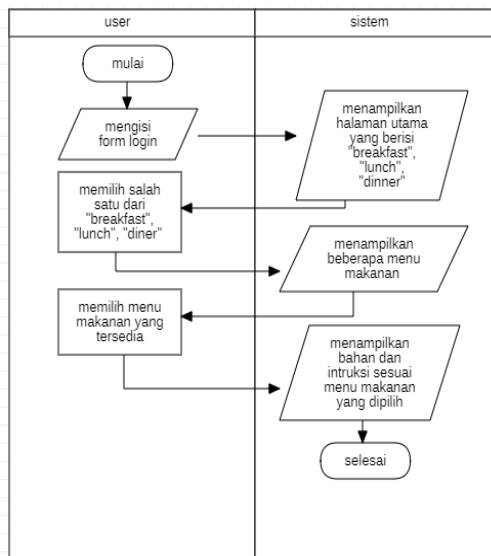 user
sistem
mulai
mengisi
form login
menampilkan
halaman utama
yang berisi
"breakfast",
"lunch",
"dinner"
memilih salah
satu dari
"breakfast",
"lunch", "diner"
menampilkan
beberapa menu
makanan
memilih menu
makanan yang
tersedia
menampilkan
bahan dan
intruksi sesuai
menu makanan
yang dipilih
selesai